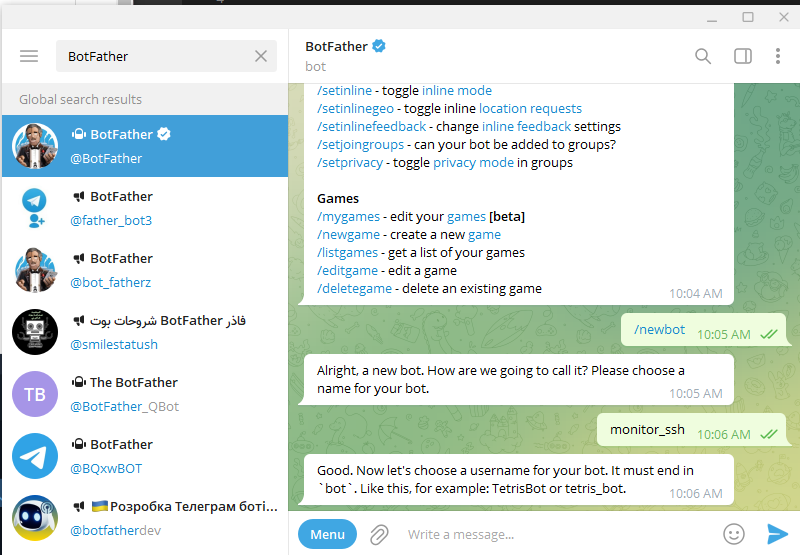 BotFather
Global search results
BotFather
@BotFather
BotFather
@father_bot3
BotFather
@bot_fatherz
فاذر BotFather شروحات بوت
@smilestatush
TB
The BotFather
@BotFather_QBot
BotFather
@BQxwBOT
🇺🇦Розробка Телеграм боті...
@botfatherdev
BotFather
bot
/setinline - toggle inline mode
/setinlinegeo - toggle inline location requests
/setinlinefeedback - change inline feedback settings
/setjoingroups - can your bot be added to groups?
/setprivacy - toggle privacy mode in groups
Games
/mygames - edit your games [beta]
/newgame - create a new game
/listgames - get a list of your games
/editgame - edit a game
/deletegame - delete an existing game
10:04 AM
/newbot 10:05 AM
Alright, a new bot. How are we going to call it? Please choose a
name for your bot.
10:05 AM
monitor_ssh 10:06 AM
Good. Now let's choose a username for your bot. It must end in
`bot`. Like this, for example: TetrisBot or tetris_bot.
10:06 AM
Menu
Write a message...